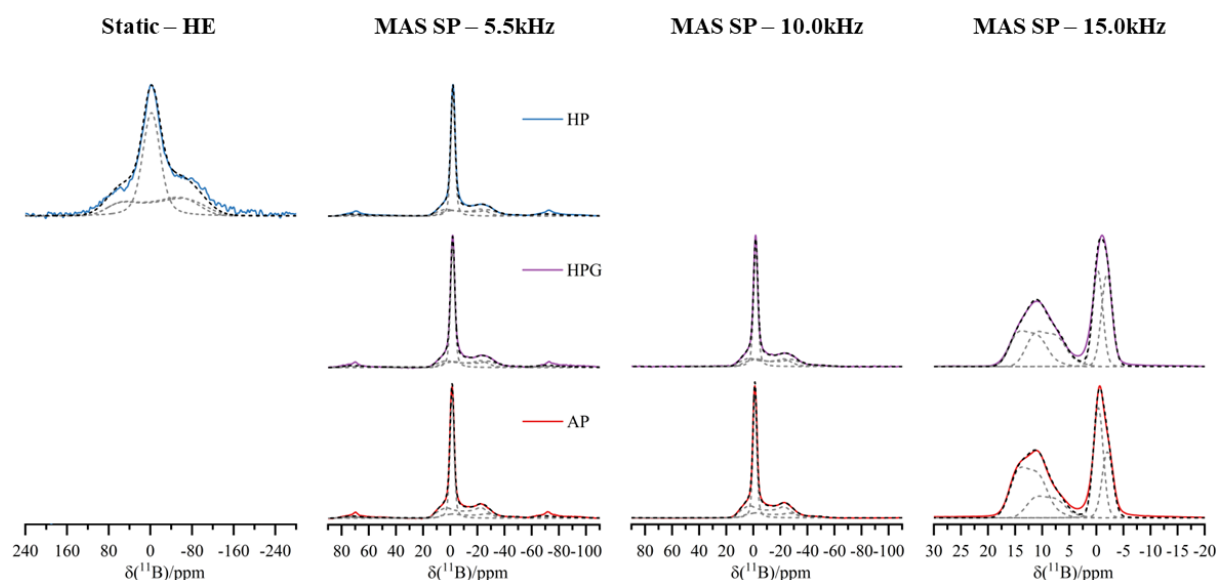 Static – HE
MAS SP – 5.5kHz
MAS SP – 10.0kHz
MAS SP – 15.0kHz
HP
HPG
AP
240 160 80 0 -80 -160 -240
80 60 40 20 0 -20 -40 -60 -80 -100
80 60 40 20 0 -20 -40 -60 -80 -100
30 25 20 15 10 5 0 -5 -10 -15 -20
δ(¹¹B)/ppm
δ(¹¹B)/ppm
δ(¹¹B)/ppm
δ(¹¹B)/ppm